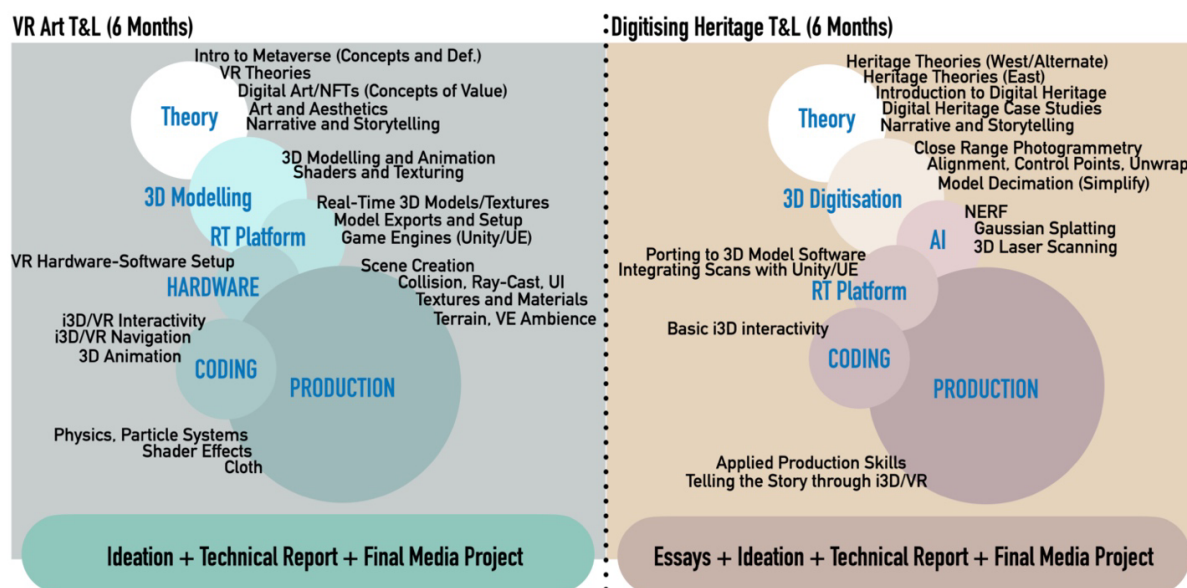 VR Art T&L (6 Months)
Intro to Metaverse (Concepts and Def.)
VR Theories
Digital Art/NFTs (Concepts of Value)
Art and Aesthetics
Narrative and Storytelling
Theory
3D Modelling and Animation
Shaders and Texturing
3D Modelling
Real-Time 3D Models/Textures
Model Exports and Setup
Game Engines (Unity/UE)
RT Platform
VR Hardware-Software Setup
HARDWARE
Scene Creation
Collision, Ray-Cast, UI
Textures and Materials
Terrain, VE Ambience
i3D/VR Interactivity
i3D/VR Navigation
3D Animation
CODING
PRODUCTION
Physics, Particle Systems
Shader Effects
Cloth
Ideation + Technical Report + Final Media Project
Digitising Heritage T&L (6 Months)
Heritage Theories (West/Alternate)
Heritage Theories (East)
Introduction to Digital Heritage
Digital Heritage Case Studies
Narrative and Storytelling
Theory
Close Range Photogrammetry
Alignment, Control Points, Unwrap
Model Decimation (Simplify)
3D Digitisation
NERF
Gaussian Splatting
3D Laser Scanning
AI
Porting to 3D Model Software
Integrating Scans with Unity/UE
RT Platform
Basic i3D interactivity
CODING
PRODUCTION
Applied Production Skills
Telling the Story through i3D/VR
Essays + Ideation + Technical Report + Final Media Project